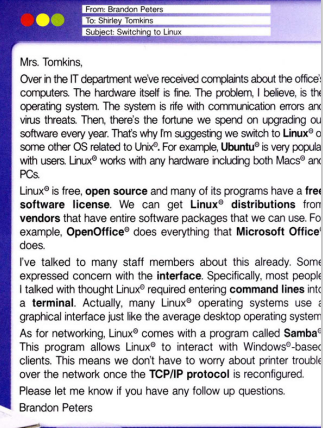 From: Brandon Peters
To: Shirley Tomkins
Subject: Switching to Linux
Mrs. Tomkins,
Over in the IT department we've received complaints about the office's
computers. The hardware itself is fine. The problem, I believe, is the
operating system. The system is rife with communication errors and
virus threats. Then, there's the fortune we spend on upgrading ou
software every year. That's why I'm suggesting we switch to Linux® o
some other OS related to Unix®. For example, Ubuntu® is very popula
with users. Linux® works with any hardware including both Macs® and
PCs.
Linux® is free, open source and many of its programs have a free
software license. We can get Linux® distributions from
vendors that have entire software packages that we can use. Fo
example, OpenOffice® does everything that Microsoft Office®
does.
I've talked to many staff members about this already. Some
expressed concern with the interface. Specifically, most people
I talked with thought Linux® required entering command lines into
a terminal. Actually, many Linux® operating systems use a
graphical interface just like the average desktop operating system
As for networking, Linux® comes with a program called Samba®
This program allows Linux® to interact with Windows®-based
clients. This means we don't have to worry about printer trouble
over the network once the TCP/IP protocol is reconfigured.
Please let me know if you have any follow up questions.
Brandon Peters